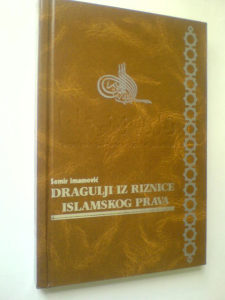 Semir Imamović
DRAGULJI IZ RIZNICE
ISLAMSKOG PRAVA